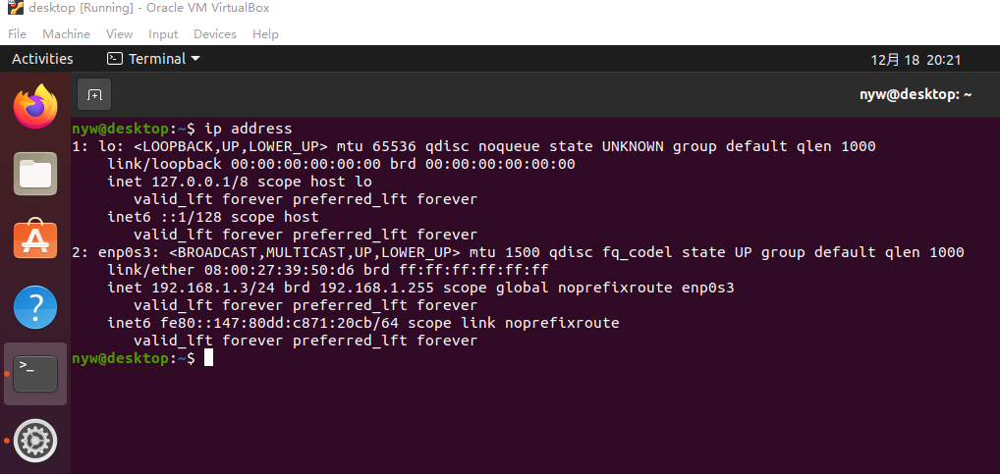 desktop [Running] - Oracle VM VirtualBox
File Machine View Input Devices Help
Activities Terminal 12月 18 20:21
nyw@desktop: ~
nyw@desktop:~$ ip address
1: lo: <LOOPBACK,UP,LOWER_UP> mtu 65536 qdisc noqueue state UNKNOWN group default qlen 1000
    link/loopback 00:00:00:00:00:00 brd 00:00:00:00:00:00
    inet 127.0.0.1/8 scope host lo
       valid_lft forever preferred_lft forever
    inet6 ::1/128 scope host
       valid_lft forever preferred_lft forever
2: enp0s3: <BROADCAST,MULTICAST,UP,LOWER_UP> mtu 1500 qdisc fq_codel state UP group default qlen 1000
    link/ether 08:00:27:39:50:d6 brd ff:ff:ff:ff:ff:ff
    inet 192.168.1.3/24 brd 192.168.1.255 scope global noprefixroute enp0s3
       valid_lft forever preferred_lft forever
    inet6 fe80::147:80dd:c871:20cb/64 scope link noprefixroute
       valid_lft forever preferred_lft forever
nyw@desktop:~$